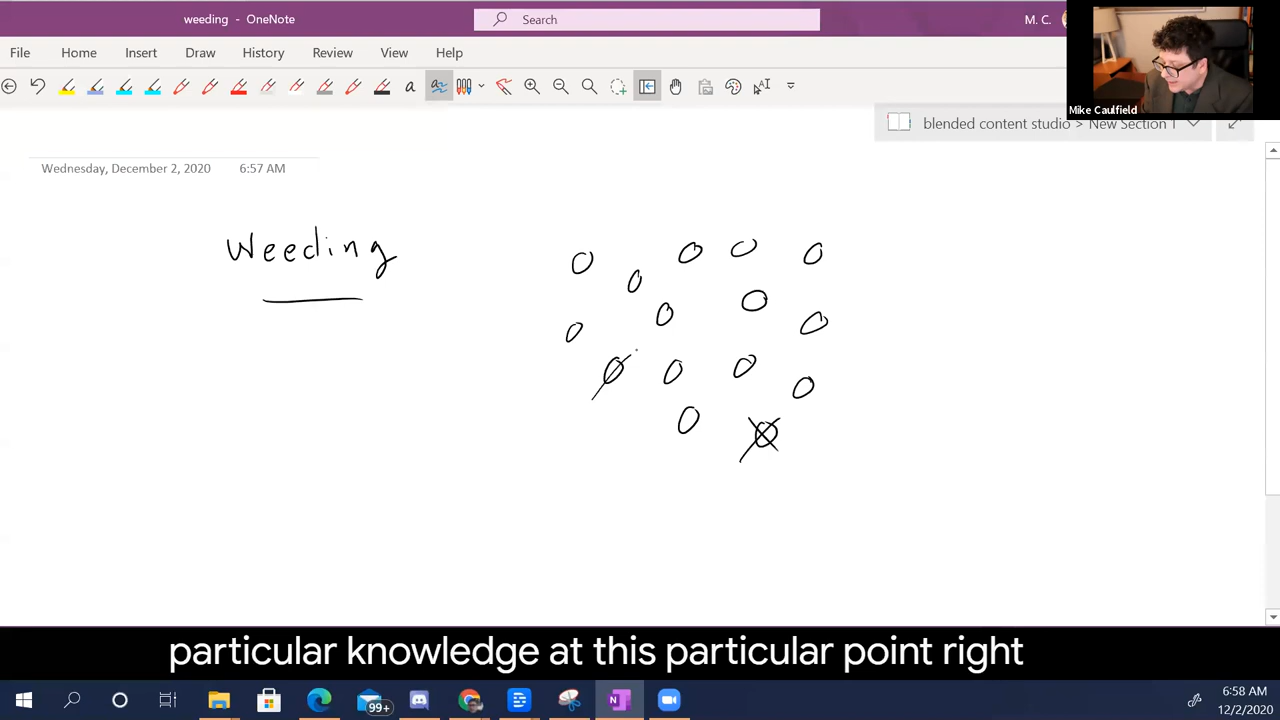 weeding - OneNote
Search
M. C.
File Home Insert Draw History Review View Help
Mike Caulfield
blended content studio > New Section 1
Wednesday, December 2, 2020 6:57 AM
Weeding
particular knowledge at this particular point right
99+
6:58 AM
12/2/2020